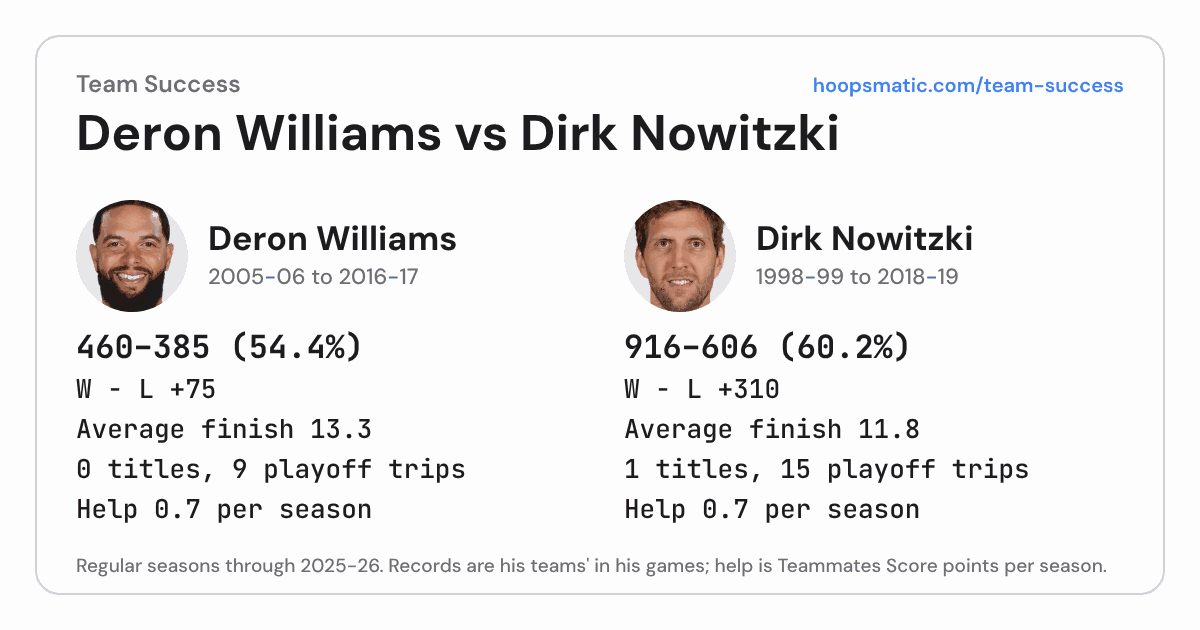 Team Success
hoopsmatic.com/team-success
Deron Williams vs Dirk Nowitzki
Deron Williams
2005-06 to 2016-17
460-385 (54.4%)
W - L +75
Average finish 13.3
0 titles, 9 playoff trips
Help 0.7 per season
Dirk Nowitzki
1998-99 to 2018-19
916-606 (60.2%)
W - L +310
Average finish 11.8
1 titles, 15 playoff trips
Help 0.7 per season
Regular seasons through 2025-26. Records are his teams' in his games; help is Teammates Score points per season.